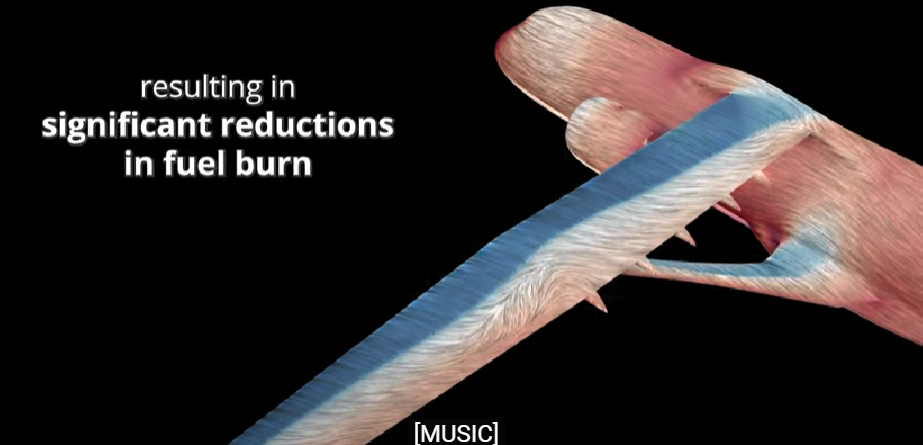 resulting in
significant reductions
in fuel burn
[MUSIC]